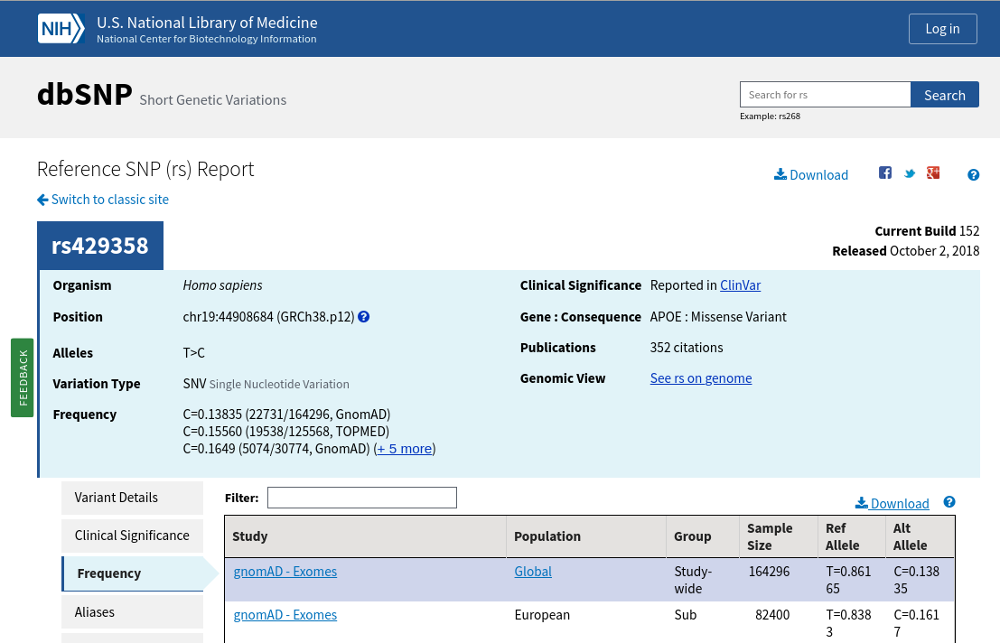 NIH
U.S. National Library of Medicine
National Center for Biotechnology Information
Log in
dbSNP Short Genetic Variations
Search for rs
Search
Example: rs268
Reference SNP (rs) Report
Download
Switch to classic site
rs429358
Current Build 152
Released October 2, 2018
Organism Homo sapiens
Position chr19:44908684 (GRCh38.p12)
Alleles T>C
Variation Type SNV Single Nucleotide Variation
Frequency C=0.13835 (22731/164296, GnomAD)
C=0.15560 (19538/125568, TOPMED)
C=0.1649 (5074/30774, GnomAD) (+ 5 more)
Clinical Significance Reported in ClinVar
Gene : Consequence APOE : Missense Variant
Publications 352 citations
Genomic View See rs on genome
FEEDBACK
Variant Details
Clinical Significance
Frequency
Aliases
Filter:
Download
Study Population Group Sample Size Ref Allele Alt Allele
gnomAD - Exomes Global Study-wide 164296 T=0.86165 C=0.13835
gnomAD - Exomes European Sub 82400 T=0.8383 C=0.1617